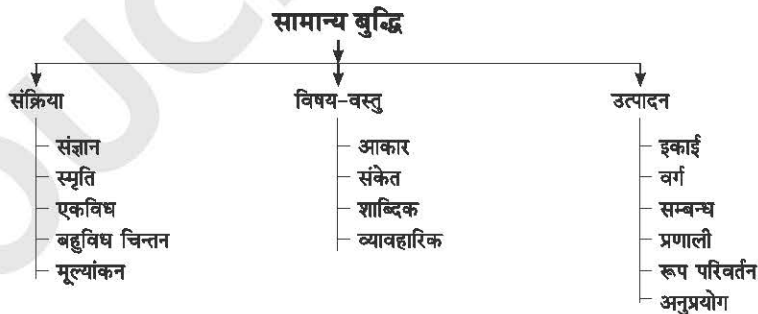 सामान्य बुद्धि
संक्रिया
संज्ञान
स्मृति
एकविध
बहुविध चिन्तन
मूल्यांकन
विषय-वस्तु
आकार
संकेत
शाब्दिक
व्यावहारिक
उत्पादन
इकाई
वर्ग
सम्बन्ध
प्रणाली
रूप परिवर्तन
अनुप्रयोग